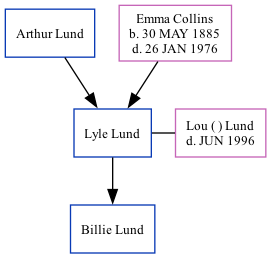 Arthur Lund
Emma Collins
b. 30 MAY 1885
d. 26 JAN 1976
Lyle Lund
Lou ( ) Lund
d. JUN 1996
Billie Lund